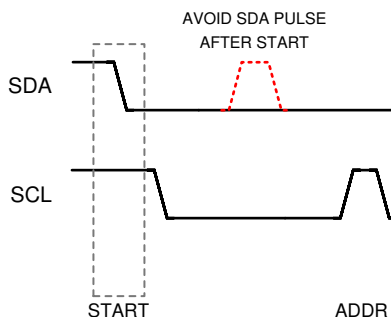 AVOID SDA PULSE
AFTER START
SDA
SCL
START
ADDR